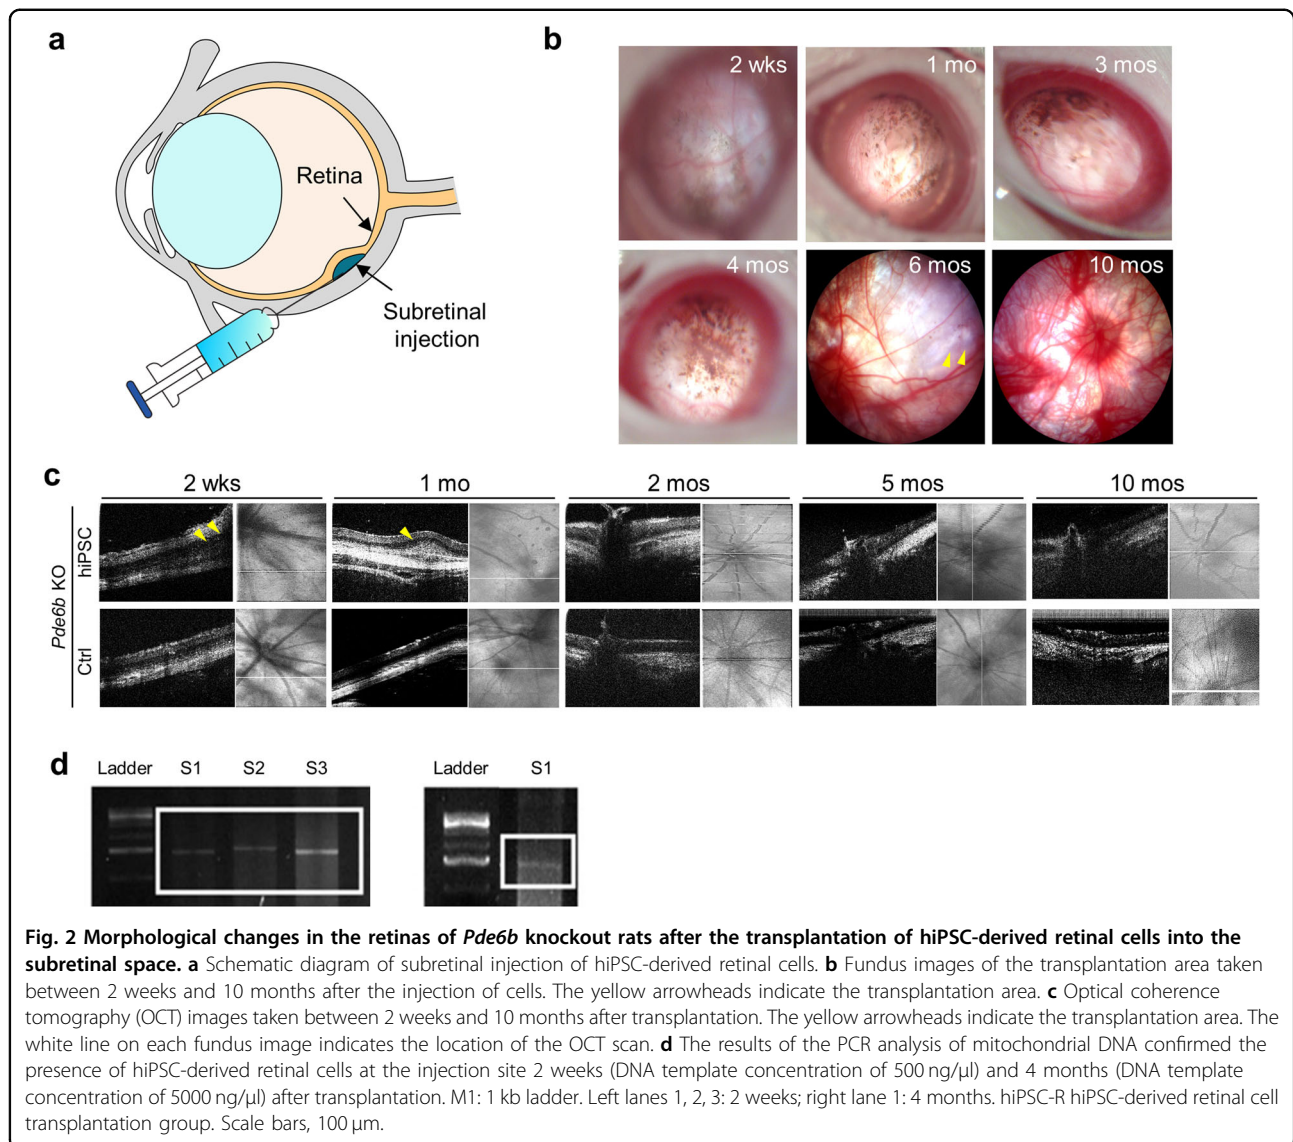 a
Retina
Subretinal
injection
b
2 wks
1 mo
3 mos
4 mos
6 mos
10 mos
c
2 wks
1 mo
2 mos
5 mos
10 mos
Pde6b KO
hiPSC
Ctrl
d
Ladder S1 S2 S3
Ladder S1
Fig. 2 Morphological changes in the retinas of Pde6b knockout rats after the transplantation of hiPSC-derived retinal cells into the
subretinal space. a Schematic diagram of subretinal injection of hiPSC-derived retinal cells. b Fundus images of the transplantation area taken
between 2 weeks and 10 months after the injection of cells. The yellow arrowheads indicate the transplantation area. c Optical coherence
tomography (OCT) images taken between 2 weeks and 10 months after transplantation. The yellow arrowheads indicate the transplantation area. The
white line on each fundus image indicates the location of the OCT scan. d The results of the PCR analysis of mitochondrial DNA confirmed the
presence of hiPSC-derived retinal cells at the injection site 2 weeks (DNA template concentration of 500 ng/µl) and 4 months (DNA template
concentration of 5000 ng/µl) after transplantation. M1: 1 kb ladder. Left lanes 1, 2, 3: 2 weeks; right lane 1: 4 months. hiPSC-R hiPSC-derived retinal cell
transplantation group. Scale bars, 100 µm.